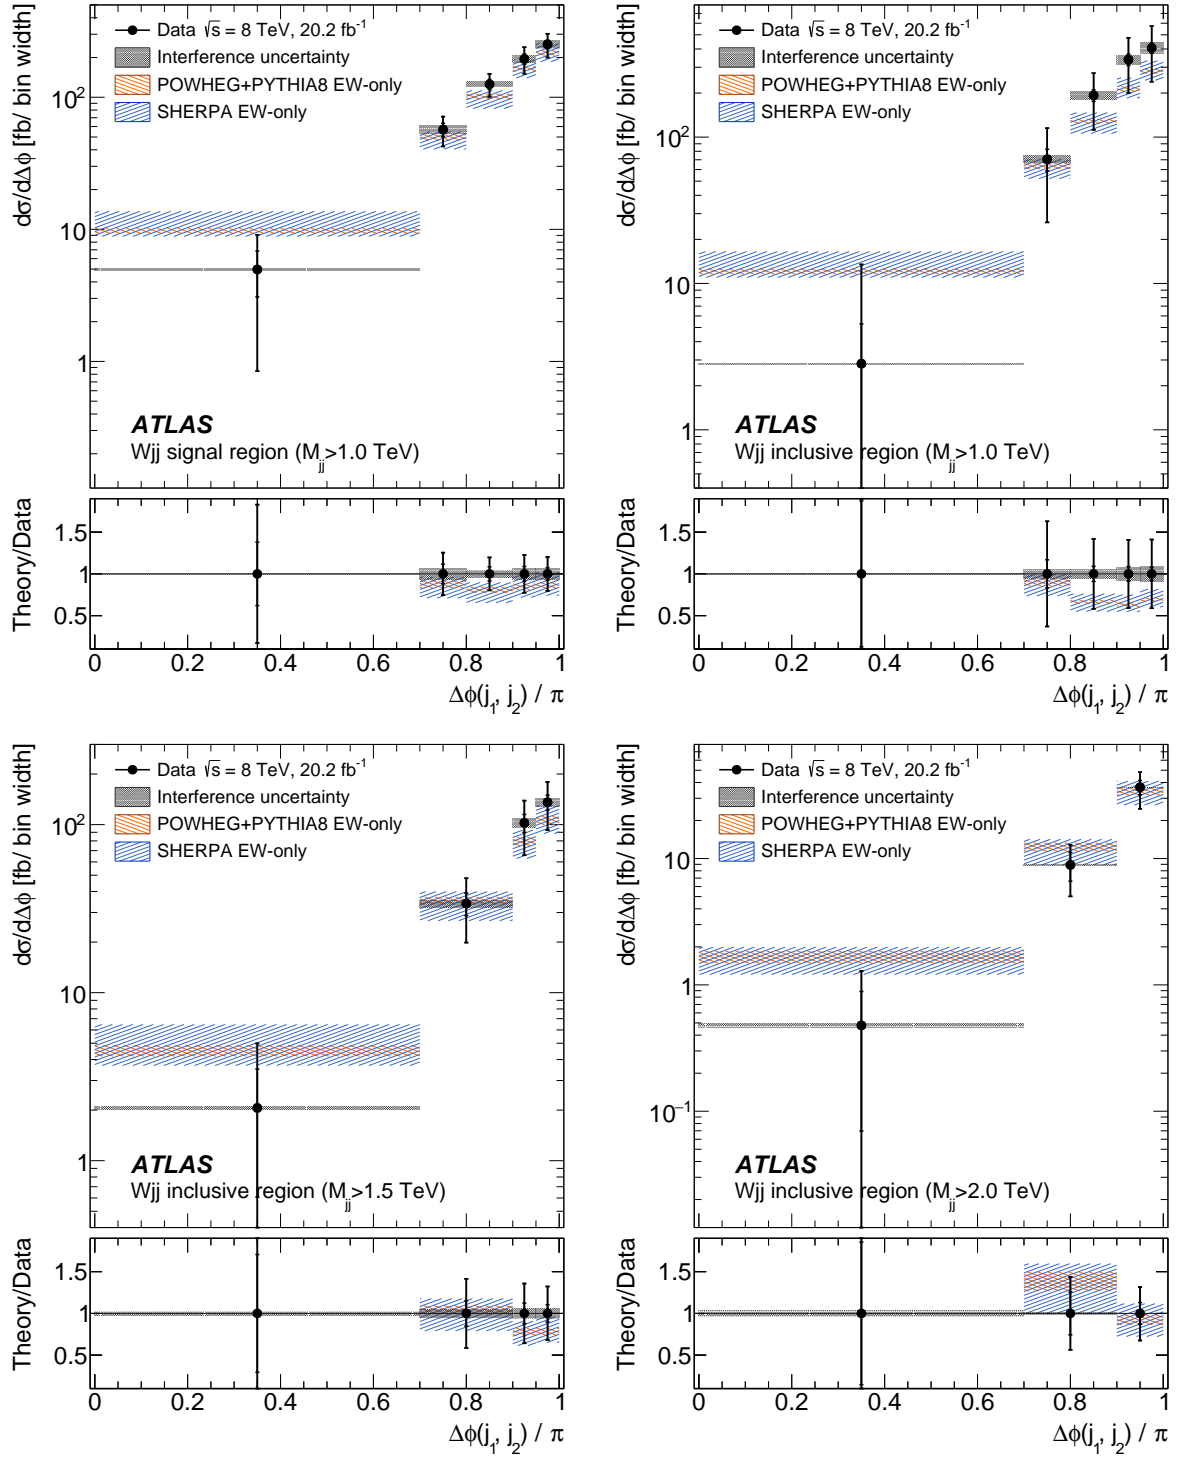 dσ/dΔϕ [fb/ bin width]
10²
10
1
Data √s = 8 TeV, 20.2 fb⁻¹
Interference uncertainty
POWHEG+PYTHIA8 EW-only
SHERPA EW-only
ATLAS
Wjj signal region (M_jj>1.0 TeV)
Theory/Data
1.5
1
0.5
0 0.2 0.4 0.6 0.8 1
Δϕ(j₁, j₂) / π
dσ/dΔϕ [fb/ bin width]
10²
10
1
Data √s = 8 TeV, 20.2 fb⁻¹
Interference uncertainty
POWHEG+PYTHIA8 EW-only
SHERPA EW-only
ATLAS
Wjj inclusive region (M_jj>1.0 TeV)
Theory/Data
1.5
1
0.5
0 0.2 0.4 0.6 0.8 1
Δϕ(j₁, j₂) / π
dσ/dΔϕ [fb/ bin width]
10²
10
1
Data √s = 8 TeV, 20.2 fb⁻¹
Interference uncertainty
POWHEG+PYTHIA8 EW-only
SHERPA EW-only
ATLAS
Wjj inclusive region (M_jj>1.5 TeV)
Theory/Data
1.5
1
0.5
0 0.2 0.4 0.6 0.8 1
Δϕ(j₁, j₂) / π
dσ/dΔϕ [fb/ bin width]
10
1
10⁻¹
Data √s = 8 TeV, 20.2 fb⁻¹
Interference uncertainty
POWHEG+PYTHIA8 EW-only
SHERPA EW-only
ATLAS
Wjj inclusive region (M_jj>2.0 TeV)
Theory/Data
1.5
1
0.5
0 0.2 0.4 0.6 0.8 1
Δϕ(j₁, j₂) / π